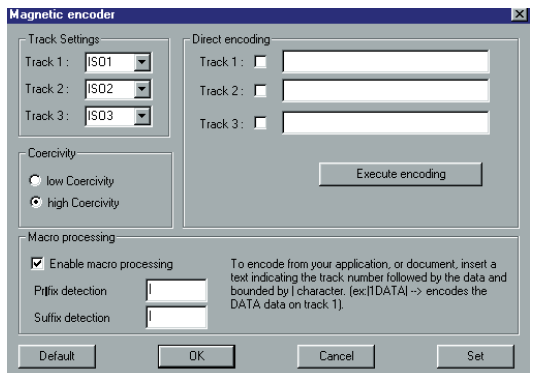 Magnetic encoder
Track Settings
Track 1 : ISO1
Track 2 : ISO2
Track 3 : ISO3
Coercivity
low Coercivity
high Coercivity
Direct encoding
Track 1 :
Track 2 :
Track 3 :
Execute encoding
Macro processing
Enable macro processing
Prifix detection |
Suffix detection |
To encode from your application, or document, insert a
text indicating the track number followed by the data and
bounded by | character. (ex:|1DATA| --> encodes the
DATA data on track 1).
Default OK Cancel Set